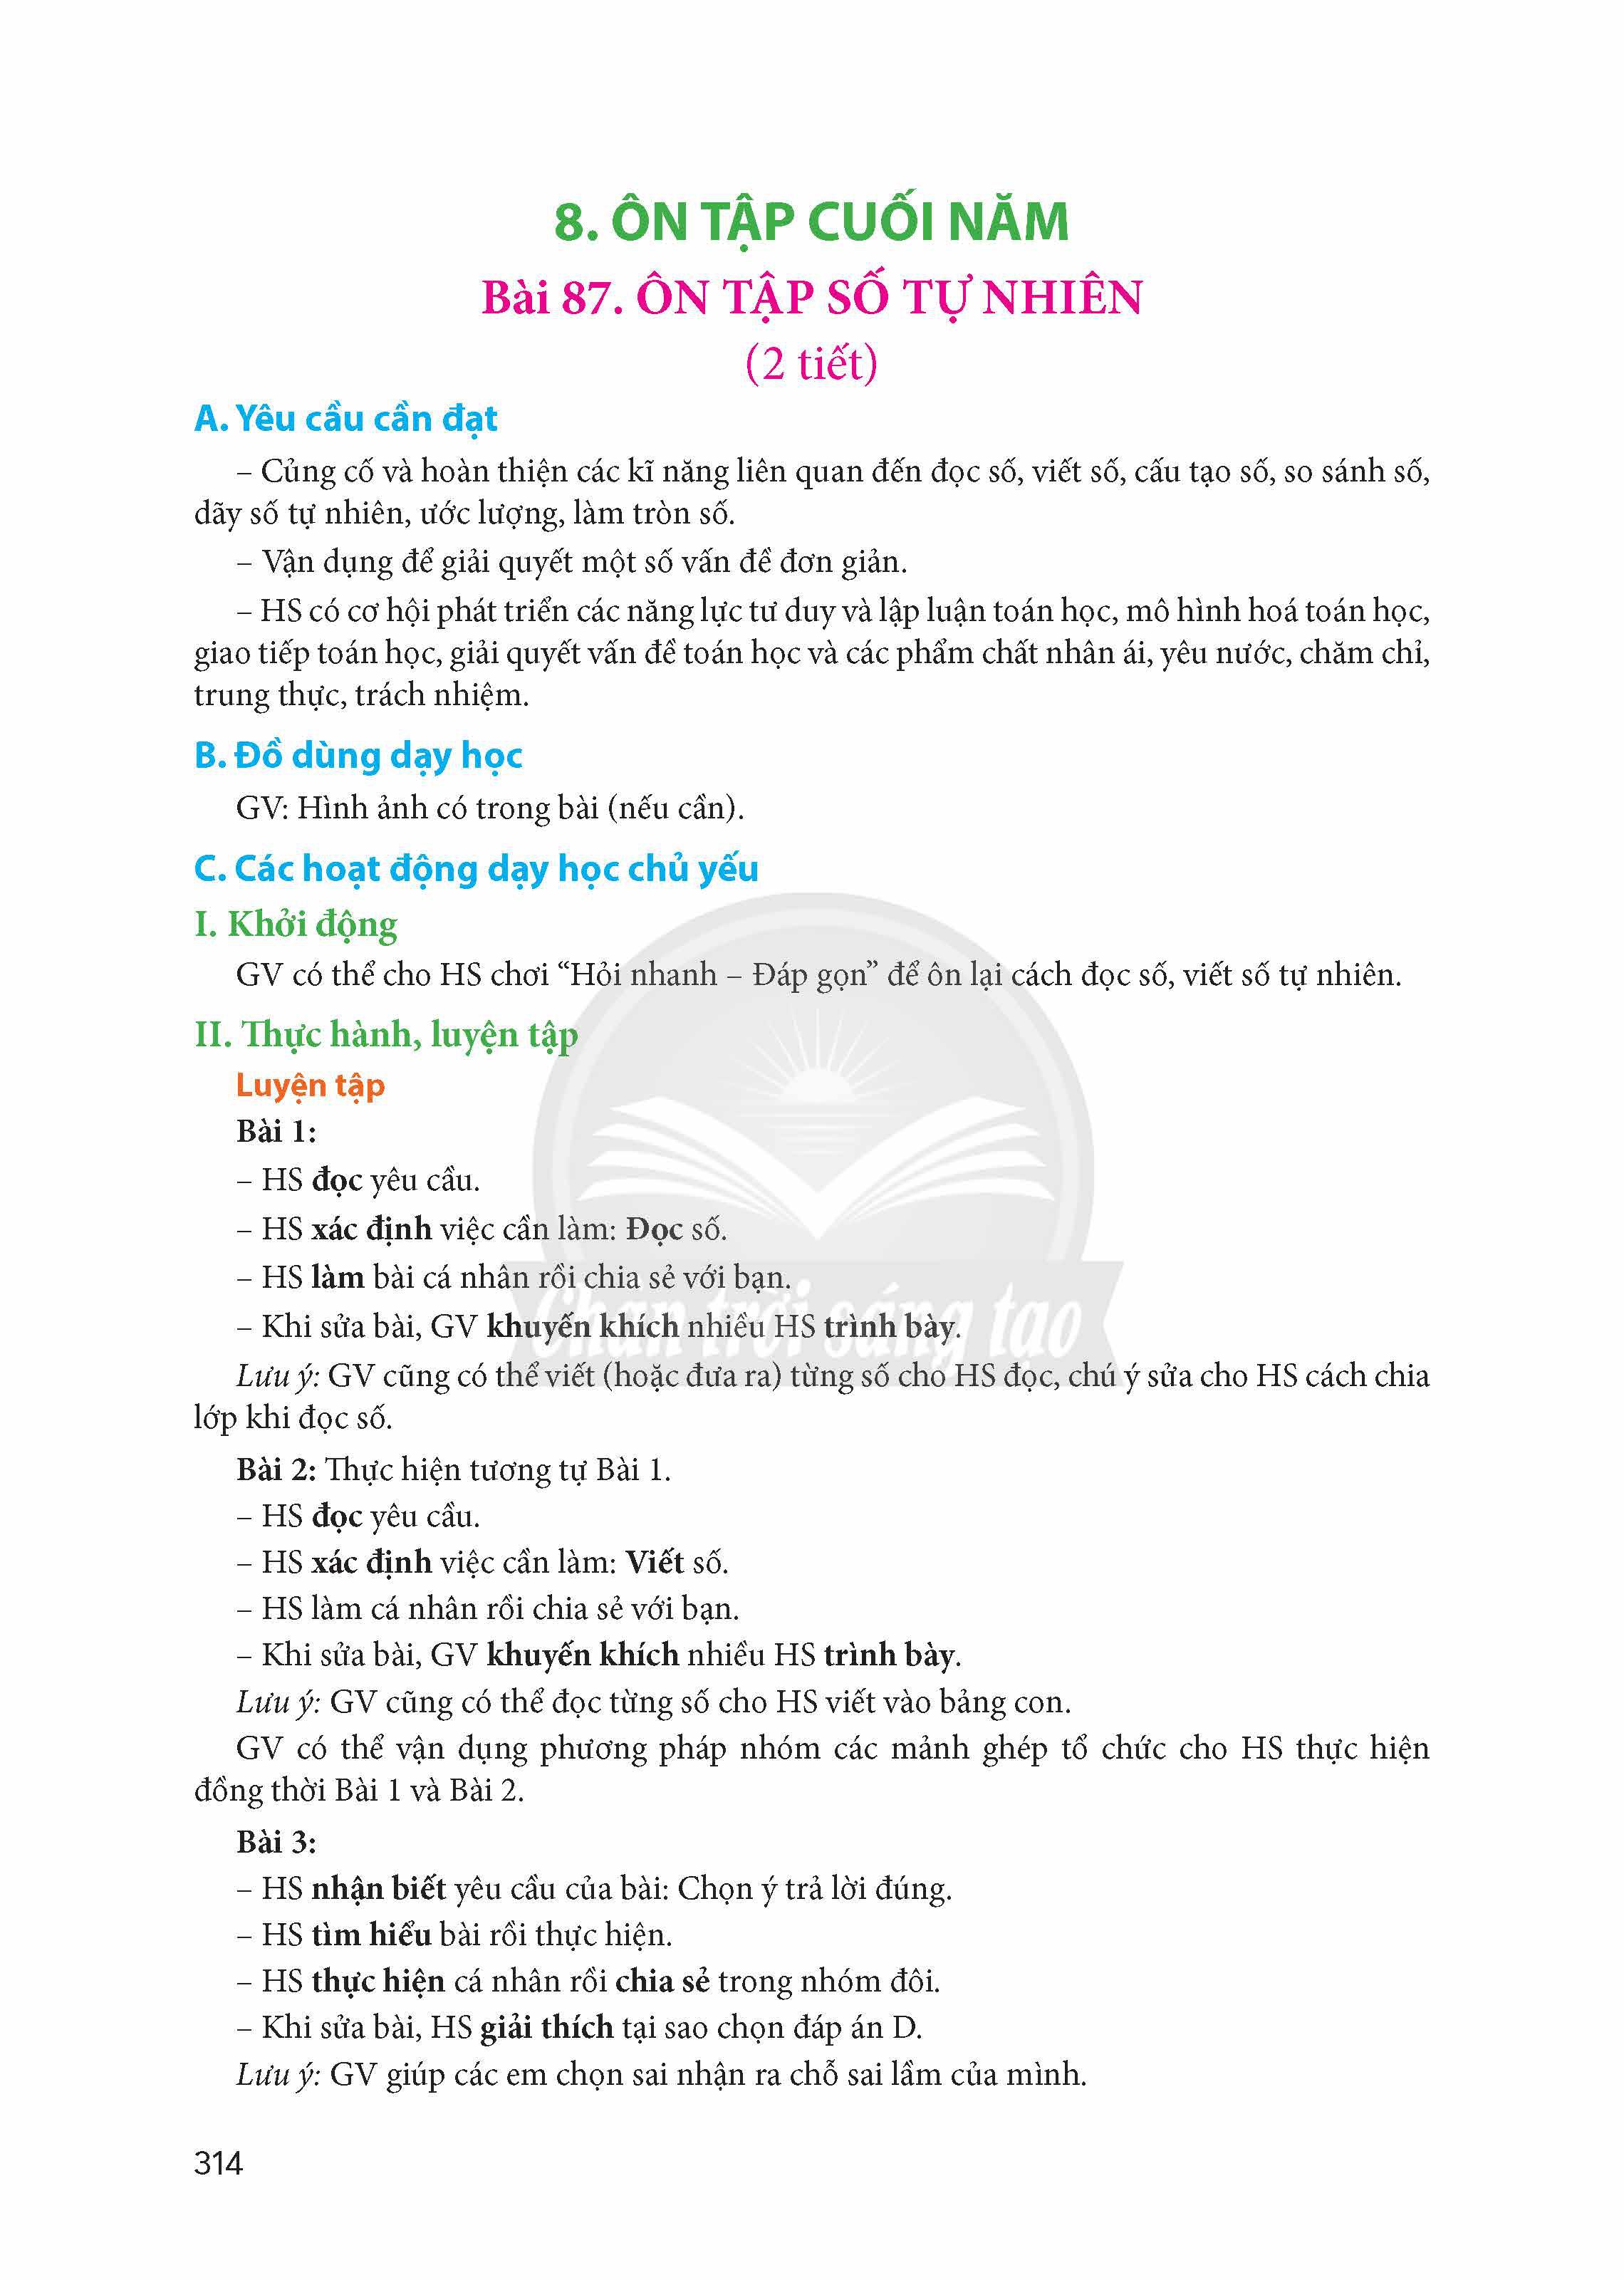 8. ÔN TẬP CUỐI NĂM
Bài 87. ÔN TẬP SỐ TỰ NHIÊN
(2 tiết)
A. Yêu cầu cần đạt
– Củng cố và hoàn thiện các kĩ năng liên quan đến đọc số, viết số, cấu tạo số, so sánh số,
dãy số tự nhiên, ước lượng, làm tròn số.
– Vận dụng để giải quyết một số vấn đề đơn giản.
– HS có cơ hội phát triển các năng lực tư duy và lập luận toán học, mô hình hoá toán học,
giao tiếp toán học, giải quyết vấn đề toán học và các phẩm chất nhân ái, yêu nước, chăm chỉ,
trung thực, trách nhiệm.
B. Đồ dùng dạy học
GV: Hình ảnh có trong bài (nếu cần).
C. Các hoạt động dạy học chủ yếu
I. Khởi động
GV có thể cho HS chơi “Hỏi nhanh – Đáp gọn” để ôn lại cách đọc số, viết số tự nhiên.
II. Thực hành, luyện tập
Luyện tập
Bài 1:
– HS đọc yêu cầu.
– HS xác định việc cần làm: Đọc số.
– HS làm bài cá nhân rồi chia sẻ với bạn.
– Khi sửa bài, GV khuyến khích nhiều HS trình bày.
Chân trời sáng tạo
Lưu ý: GV cũng có thể viết (hoặc đưa ra) từng số cho HS đọc, chú ý sửa cho HS cách chia
lớp khi đọc số.
Bài 2: Thực hiện tương tự Bài 1.
– HS đọc yêu cầu.
– HS xác định việc cần làm: Viết số.
– HS làm cá nhân rồi chia sẻ với bạn.
– Khi sửa bài, GV khuyến khích nhiều HS trình bày.
Lưu ý: GV cũng có thể đọc từng số cho HS viết vào bảng con.
GV có thể vận dụng phương pháp nhóm các mảnh ghép tổ chức cho HS thực hiện
đồng thời Bài 1 và Bài 2.
Bài 3:
– HS nhận biết yêu cầu của bài: Chọn ý trả lời đúng.
– HS tìm hiểu bài rồi thực hiện.
– HS thực hiện cá nhân rồi chia sẻ trong nhóm đôi.
– Khi sửa bài, HS giải thích tại sao chọn đáp án D.
Lưu ý: GV giúp các em chọn sai nhận ra chỗ sai lầm của mình.
314